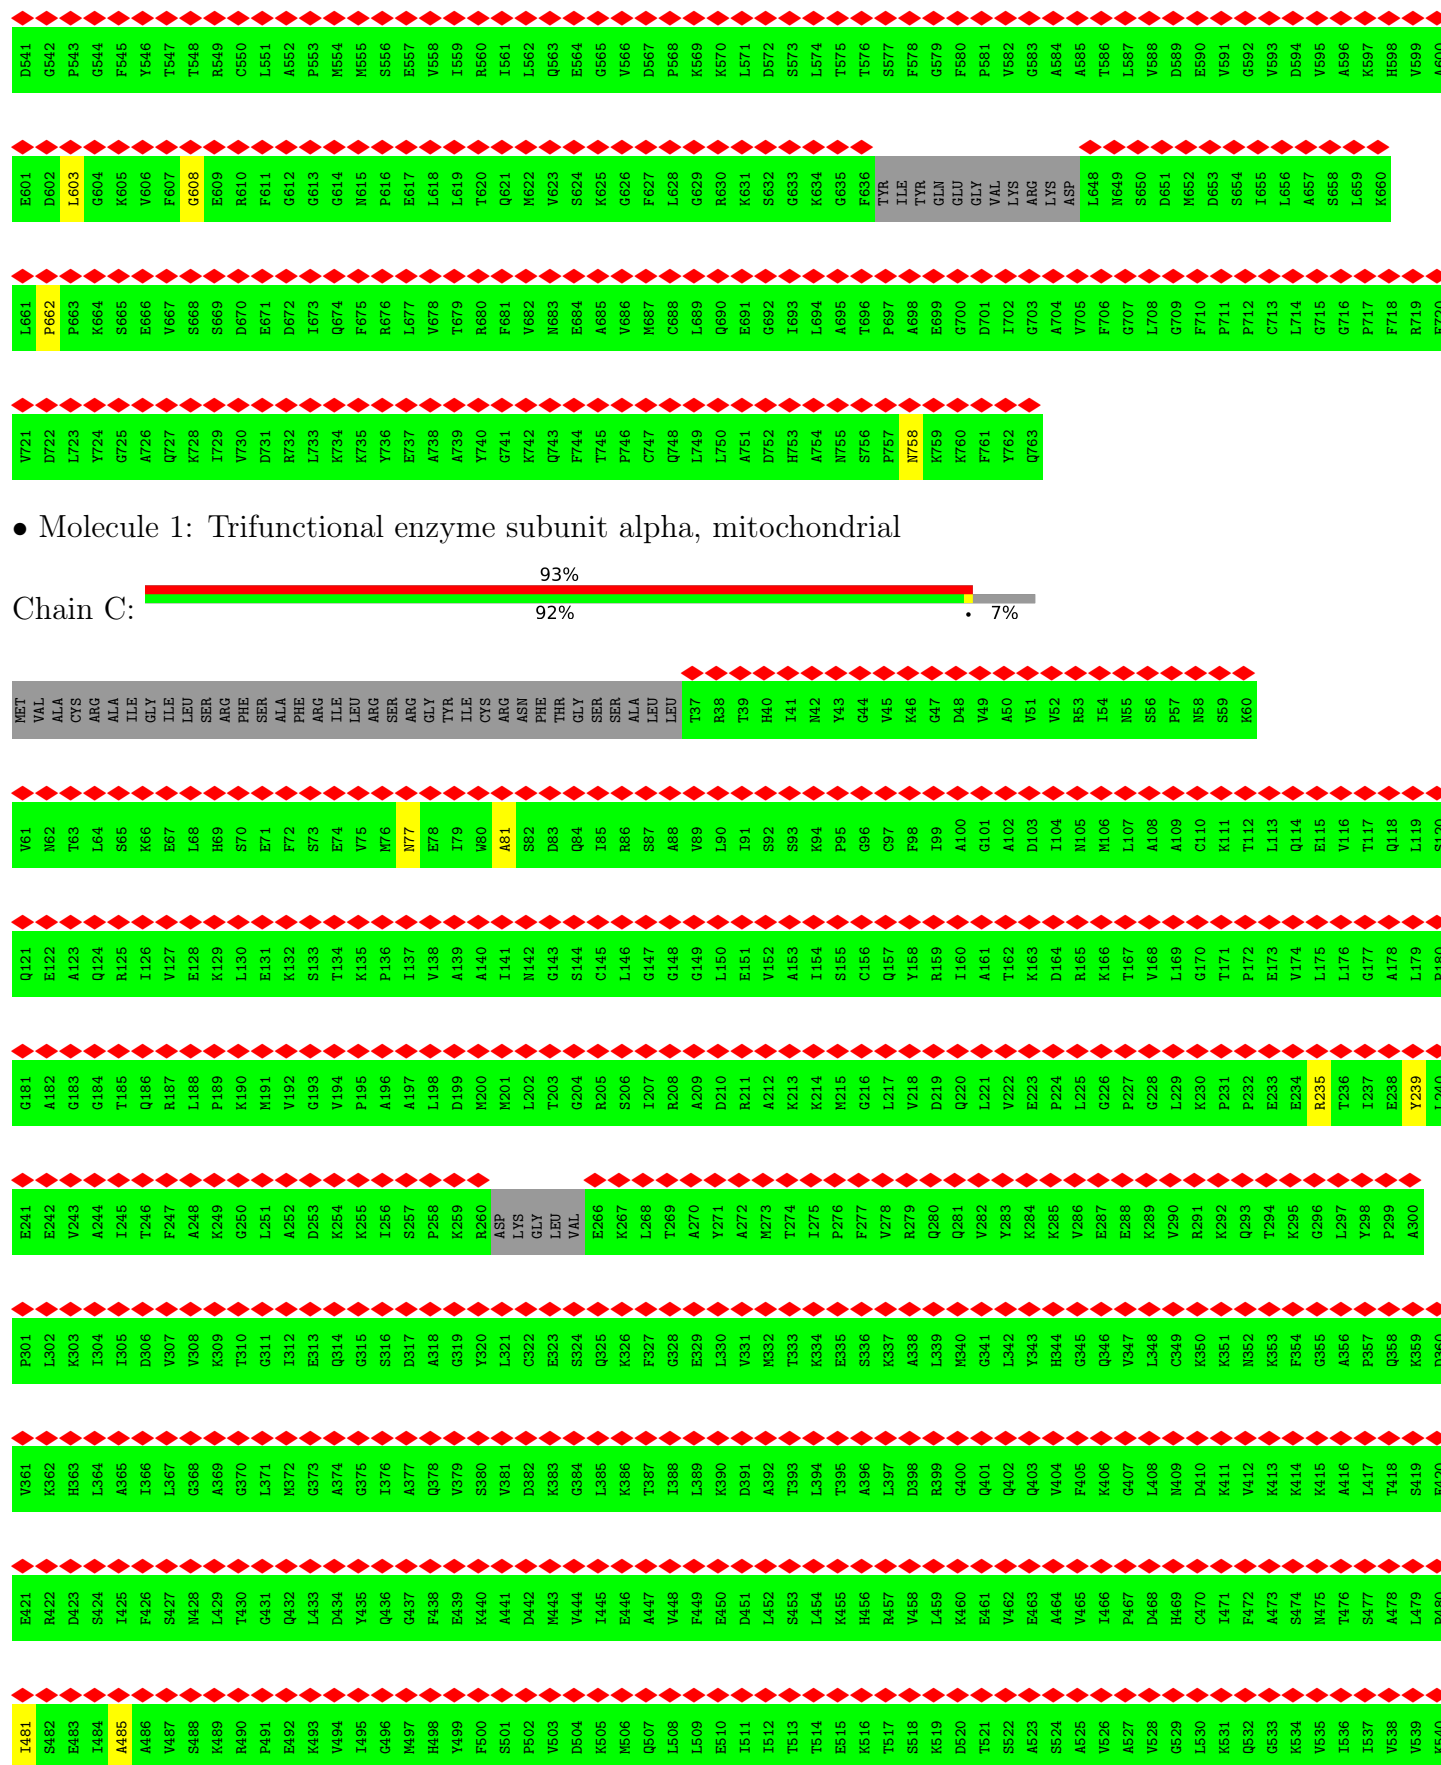 D541 G542 P543 G544 F545 Y546 T547 T548 R549 C550 L551 A552 P553 M554 M555 S556 E557 V558 I559 R560 I561 L562 Q563 E564 G565 V566 D567 P568 K569 K570 L571 D572 S573 L574 T575 T576 S577 F578 G579 F580 P581 V582 G583 A584 A585 T586 L587 V588 D589 E590 V591 G592 V593 D594 V595 A596 K597 H598 V599 A600
E601 D602 L603 G604 K605 V606 F607 G608 E609 R610 F611 G612 G613 G614 N615 P616 E617 L618 L619 T620 Q621 M622 V623 S624 K625 G626 F627 L628 G629 R630 K631 S632 G633 K634 G635 F636 TYR ILE TYR GLN GLU GLY VAL LYS ARG LYS ASP L648 N649 S650 D651 M652 D653 S654 I655 L656 A657 S658 L659 K660
L661 P662 P663 K664 S665 E666 V667 S668 S669 D670 E671 D672 I673 Q674 F675 R676 L677 V678 I679 R680 F681 V682 N683 E684 A685 V686 M687 C688 L689 Q690 E691 G692 I693 L694 A695 T696 P697 A698 E699 G700 D701 I702 G703 A704 V705 F706 G707 L708 G709 F710 P711 P712 C713 L714 G715 G716 P717 F718 R719 F720
V721 D722 L723 Y724 G725 A726 Q727 K728 I729 V730 D731 R732 L733 K734 K735 Y736 E737 A738 A739 Y740 G741 K742 Q743 F744 T745 P746 C747 Q748 L749 L750 A751 D752 H753 A754 N755 S756 P757 N758 K759 K760 F761 Y762 Q763
• Molecule 1: Trifunctional enzyme subunit alpha, mitochondrial
93%
Chain C:
92% • 7%
MET VAL ALA CYS ARG ALA ILE GLY ILE LEU SER ARG PHE SER ALA PHE ARG ILE LEU ARG SER ARG GLY TYR ILE CYS ARG ASN PHE THR GLY SER SER ALA LEU LEU T37 R38 T39 H40 I41 N42 Y43 G44 V45 K46 G47 D48 V49 A50 V51 V52 R53 I54 N55 S56 P57 N58 S59 K60
V61 N62 T63 L64 S65 K66 E67 L68 H69 S70 E71 F72 S73 E74 V75 M76 N77 E78 I79 W80 A81 S82 D83 Q84 I85 R86 S87 A88 V89 L90 I91 S92 S93 K94 P95 G96 C97 F98 I99 A100 G101 A102 D103 I104 N105 M106 L107 A108 A109 C110 K111 T112 L113 Q114 E115 V116 T117 Q118 L119 S120
Q121 E122 A123 Q124 R125 I126 V127 E128 K129 L130 E131 K132 S133 T134 K135 P136 I137 V138 A139 A140 I141 N142 G143 S144 C145 L146 G147 G148 G149 L150 E151 V152 A153 I154 S155 C156 Q157 Y158 R159 I160 A161 T162 K163 D164 R165 K166 T167 V168 L169 G170 T171 P172 E173 V174 L175 L176 G177 A178 L179 P180
G181 A182 G183 G184 T185 Q186 R187 L188 P189 K190 M191 V192 G193 V194 P195 A196 A197 L198 D199 M200 M201 L202 T203 G204 R205 S206 I207 R208 A209 D210 R211 A212 K213 K214 M215 G216 L217 V218 D219 Q220 L221 V222 E223 P224 L225 G226 P227 G228 L229 K230 P231 P232 E233 E234 R235 T236 I237 E238 Y239 L240
E241 E242 V243 A244 I245 T246 F247 A248 K249 G250 L251 A252 D253 K254 K255 I256 S257 P258 K259 R260 ASP LYS GLY LEU VAL E266 K267 L268 T269 A270 Y271 A272 M273 T274 I275 P276 F277 V278 R279 Q280 Q281 V282 Y283 K284 K285 V286 E287 E288 K289 V290 R291 K292 Q293 T294 K295 G296 L297 Y298 P299 A300
P301 L302 K303 I304 I305 D306 V307 V308 K309 T310 G311 I312 E313 Q314 G315 S316 D317 A318 G319 Y320 L321 C322 E323 S324 Q325 K326 F327 G328 E329 L330 V331 M332 T333 K334 E335 S336 K337 A338 L339 M340 G341 L342 Y343 H344 G345 Q346 V347 L348 C349 K350 K351 N352 K353 F354 G355 A356 P357 Q358 K359 D360
V361 K362 H363 L364 A365 I366 L367 G368 A369 G370 L371 M372 G373 A374 G375 I376 A377 Q378 V379 S380 V381 D382 K383 G384 L385 K386 T387 I388 L389 K390 D391 A392 T393 L394 T395 A396 L397 D398 R399 G400 Q401 Q402 Q403 V404 F405 K406 G407 L408 N409 D410 K411 V412 K413 K414 K415 A416 L417 T418 S419 F420
E421 R422 D423 S424 I425 F426 S427 N428 L429 T430 G431 Q432 L433 D434 Y435 Q436 G437 F438 E439 K440 A441 D442 M443 V444 I445 E446 A447 V448 F449 E450 D451 L452 S453 L454 K455 H456 R457 V458 L459 K460 E461 V462 E463 A464 V465 I466 P467 D468 H469 C470 I471 F472 A473 S474 N475 T476 S477 A478 L479 P480
I481 S482 E483 I484 A485 A486 V487 S488 K489 R490 P491 E492 K493 V494 I495 G496 M497 H498 Y499 F500 S501 P502 V503 D504 K505 M506 Q507 L508 L509 E510 I511 I512 T513 T514 E515 K516 T517 S518 K519 D520 T521 S522 A523 S524 A525 V526 A527 V528 G529 L530 K531 Q532 G533 K534 V535 I536 I537 V538 V539 K540